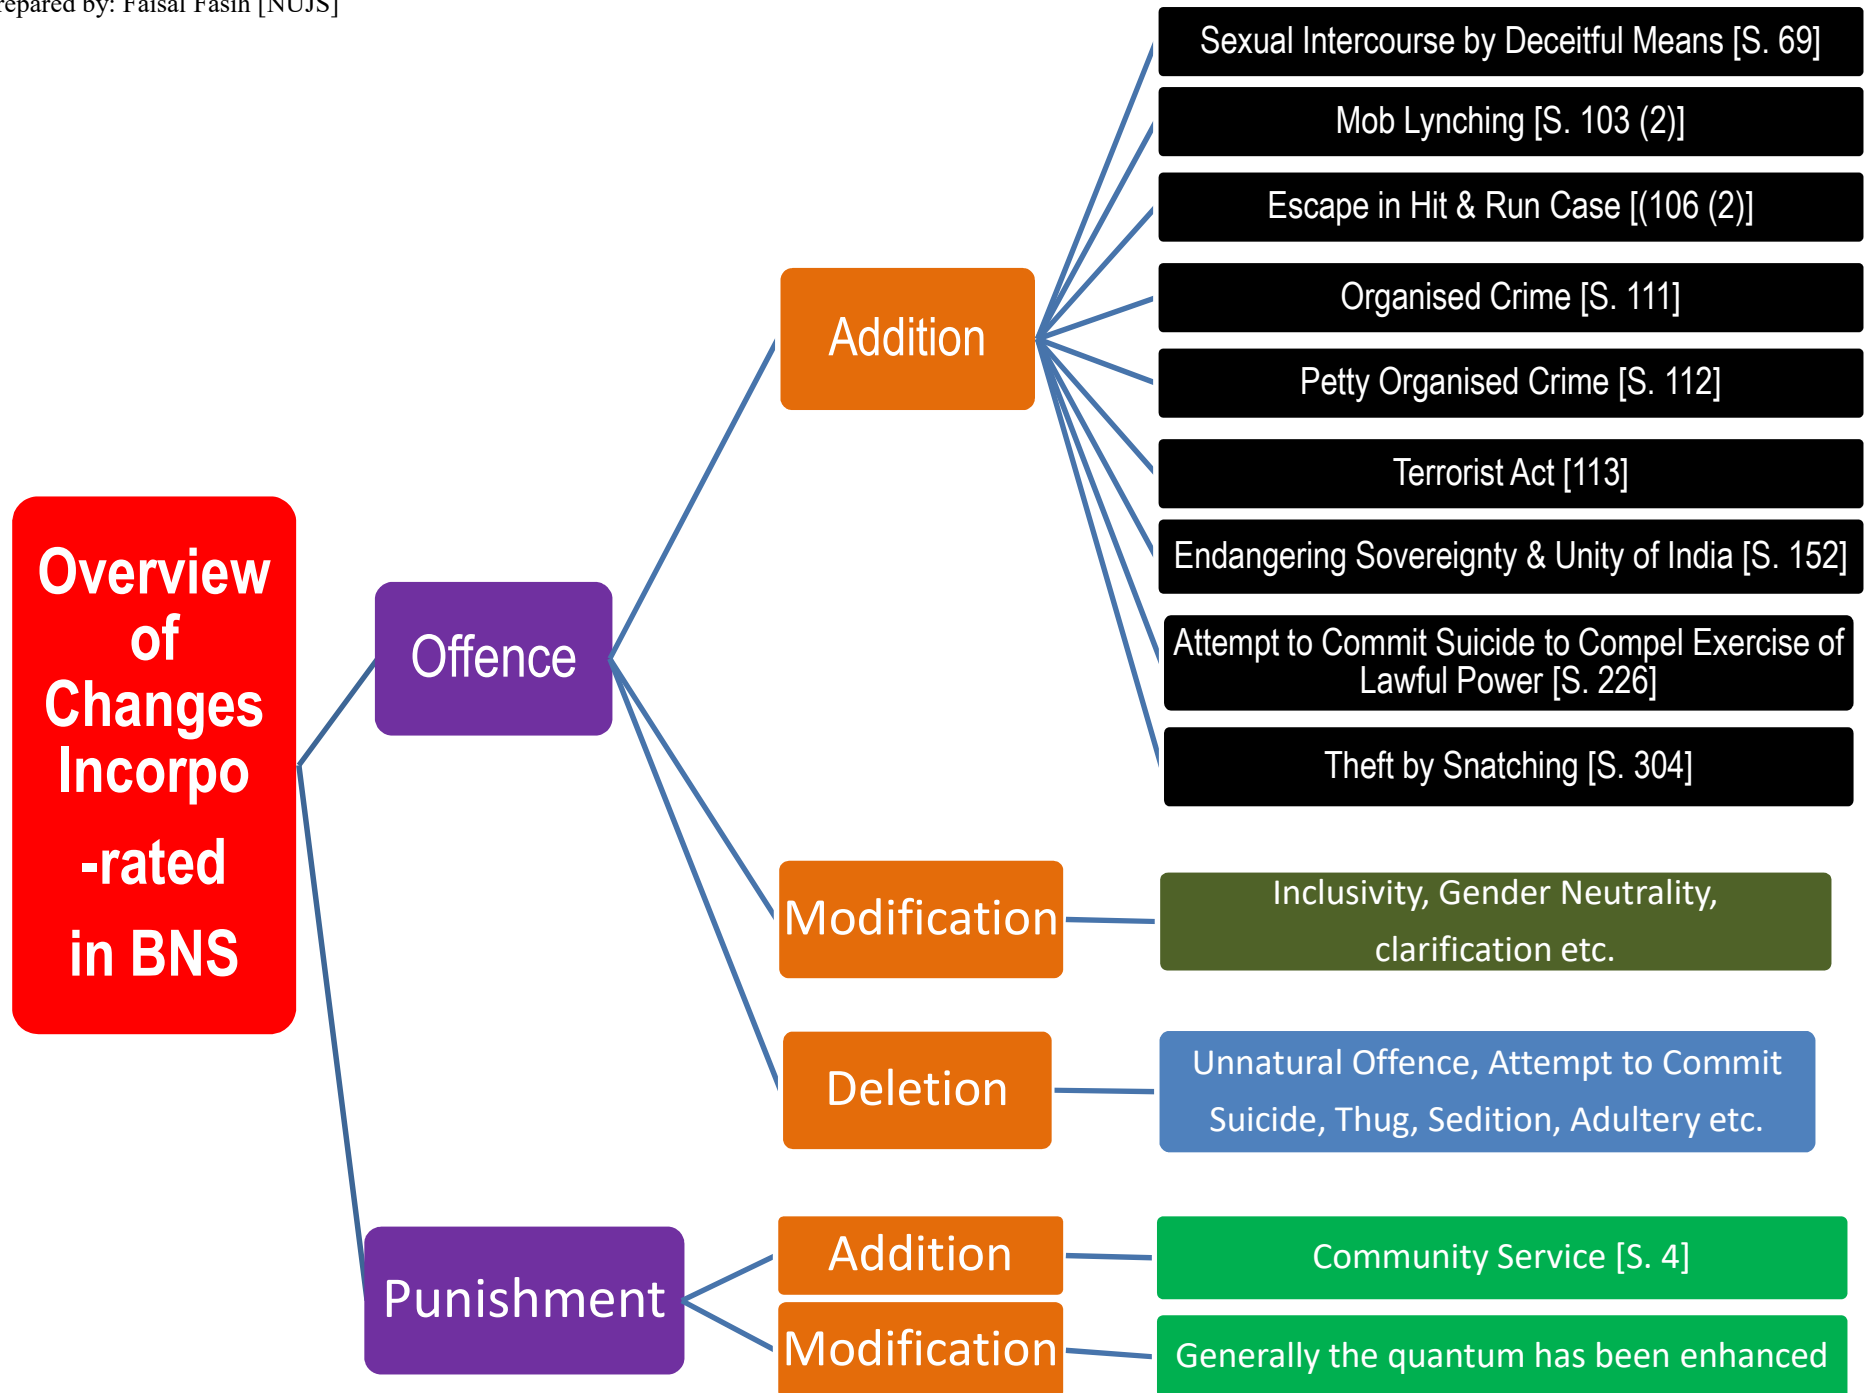 repared by: Faisal Fasih [NUJS]
Overview
of
Changes
Incorpo
-rated
in BNS
Offence
Addition
Sexual Intercourse by Deceitful Means [S. 69]
Mob Lynching [S. 103 (2)]
Escape in Hit & Run Case [(106 (2)]
Organised Crime [S. 111]
Petty Organised Crime [S. 112]
Terrorist Act [113]
Endangering Sovereignty & Unity of India [S. 152]
Attempt to Commit Suicide to Compel Exercise of
Lawful Power [S. 226]
Theft by Snatching [S. 304]
Modification
Inclusivity, Gender Neutrality,
clarification etc.
Deletion
Unnatural Offence, Attempt to Commit
Suicide, Thug, Sedition, Adultery etc.
Punishment
Addition
Community Service [S. 4]
Modification
Generally the quantum has been enhanced